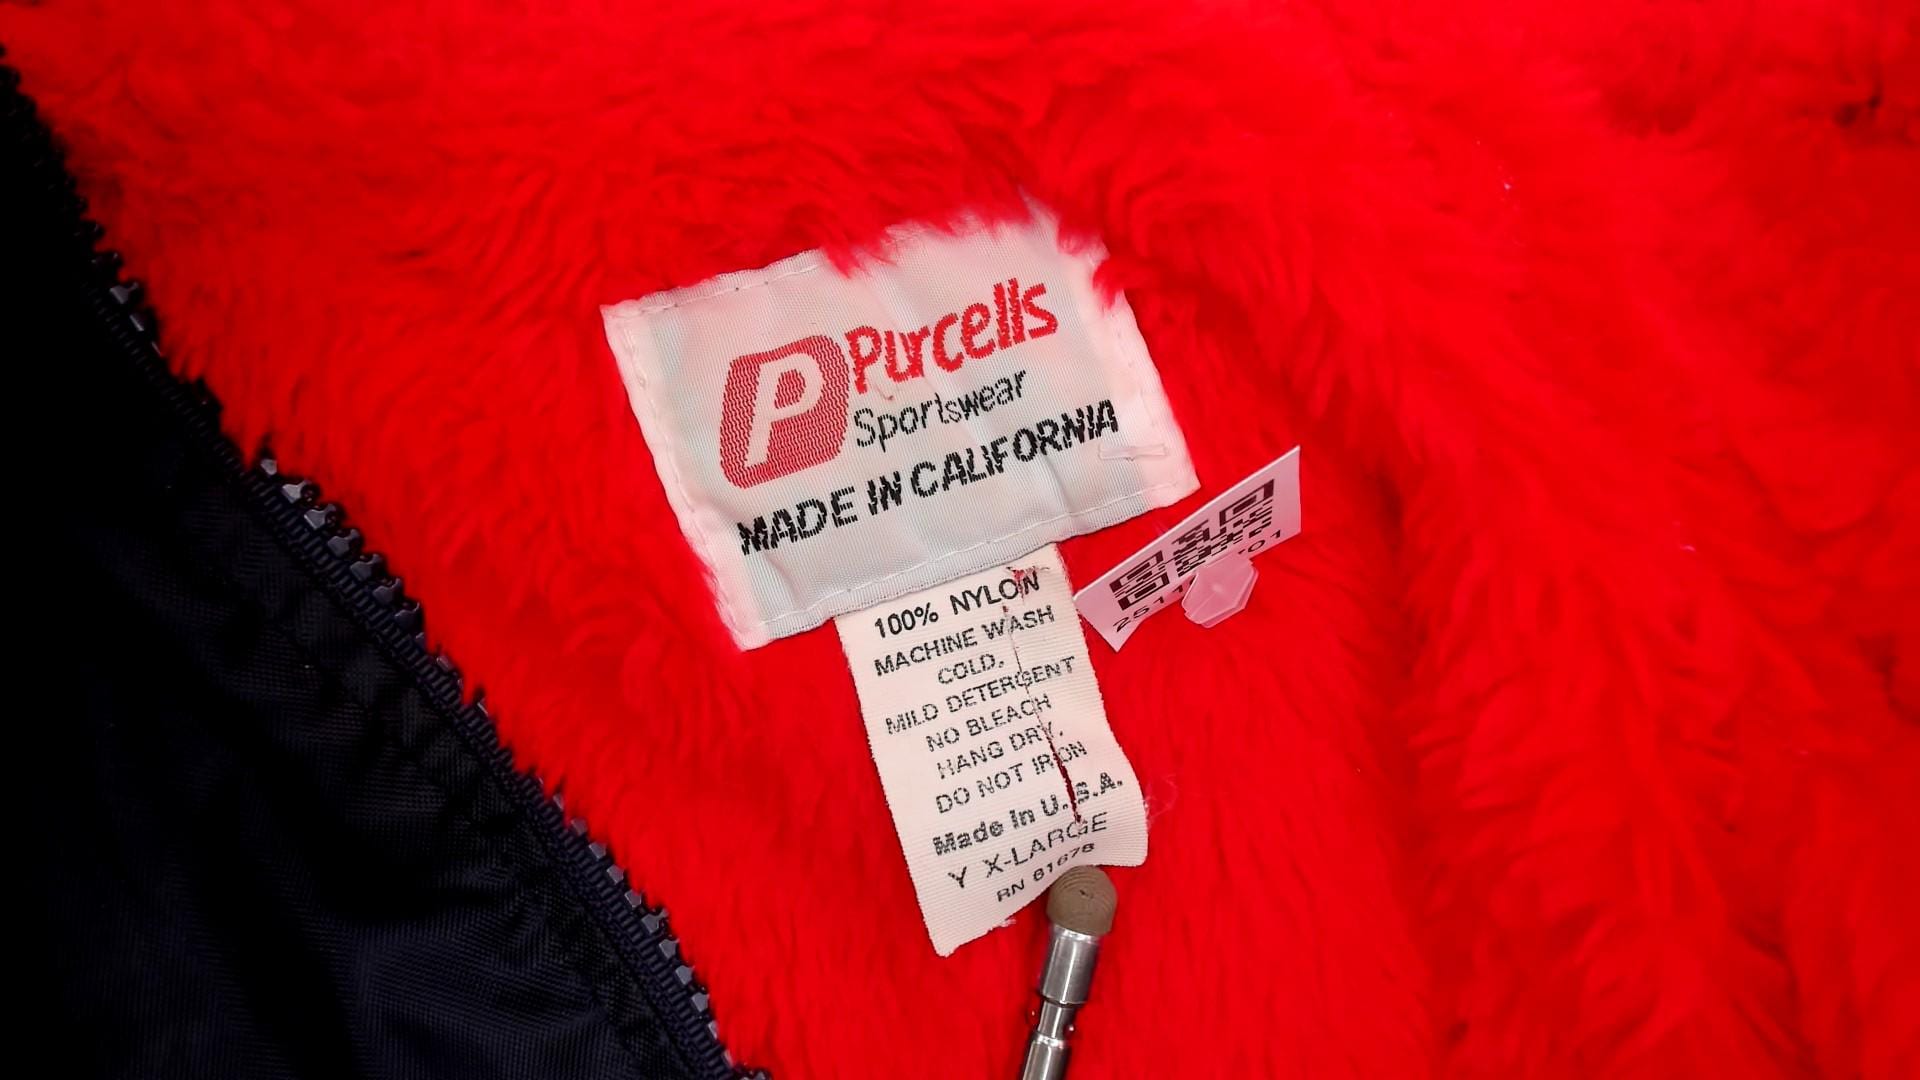 P
Purcells
Sportswear
MADE IN CALIFORNIA
100% NYLON
MACHINE WASH
COLD.
MILD DETERGENT
NO BLEACH
HANG DRY.
DO NOT IRON
Made In U.S.A.
Y X-LARGE
RN 81678